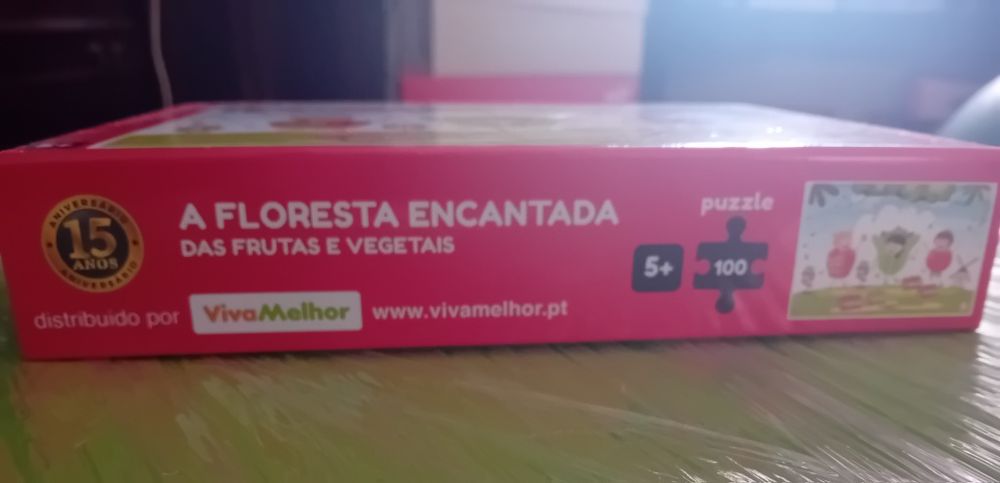 ANIVERSÁRIO
15
ANOS
ANIVERSÁRIO
A FLORESTA ENCANTADA
DAS FRUTAS E VEGETAIS
distribuido por
VivaMelhor
www.vivamelhor.pt
5+
puzzle
100